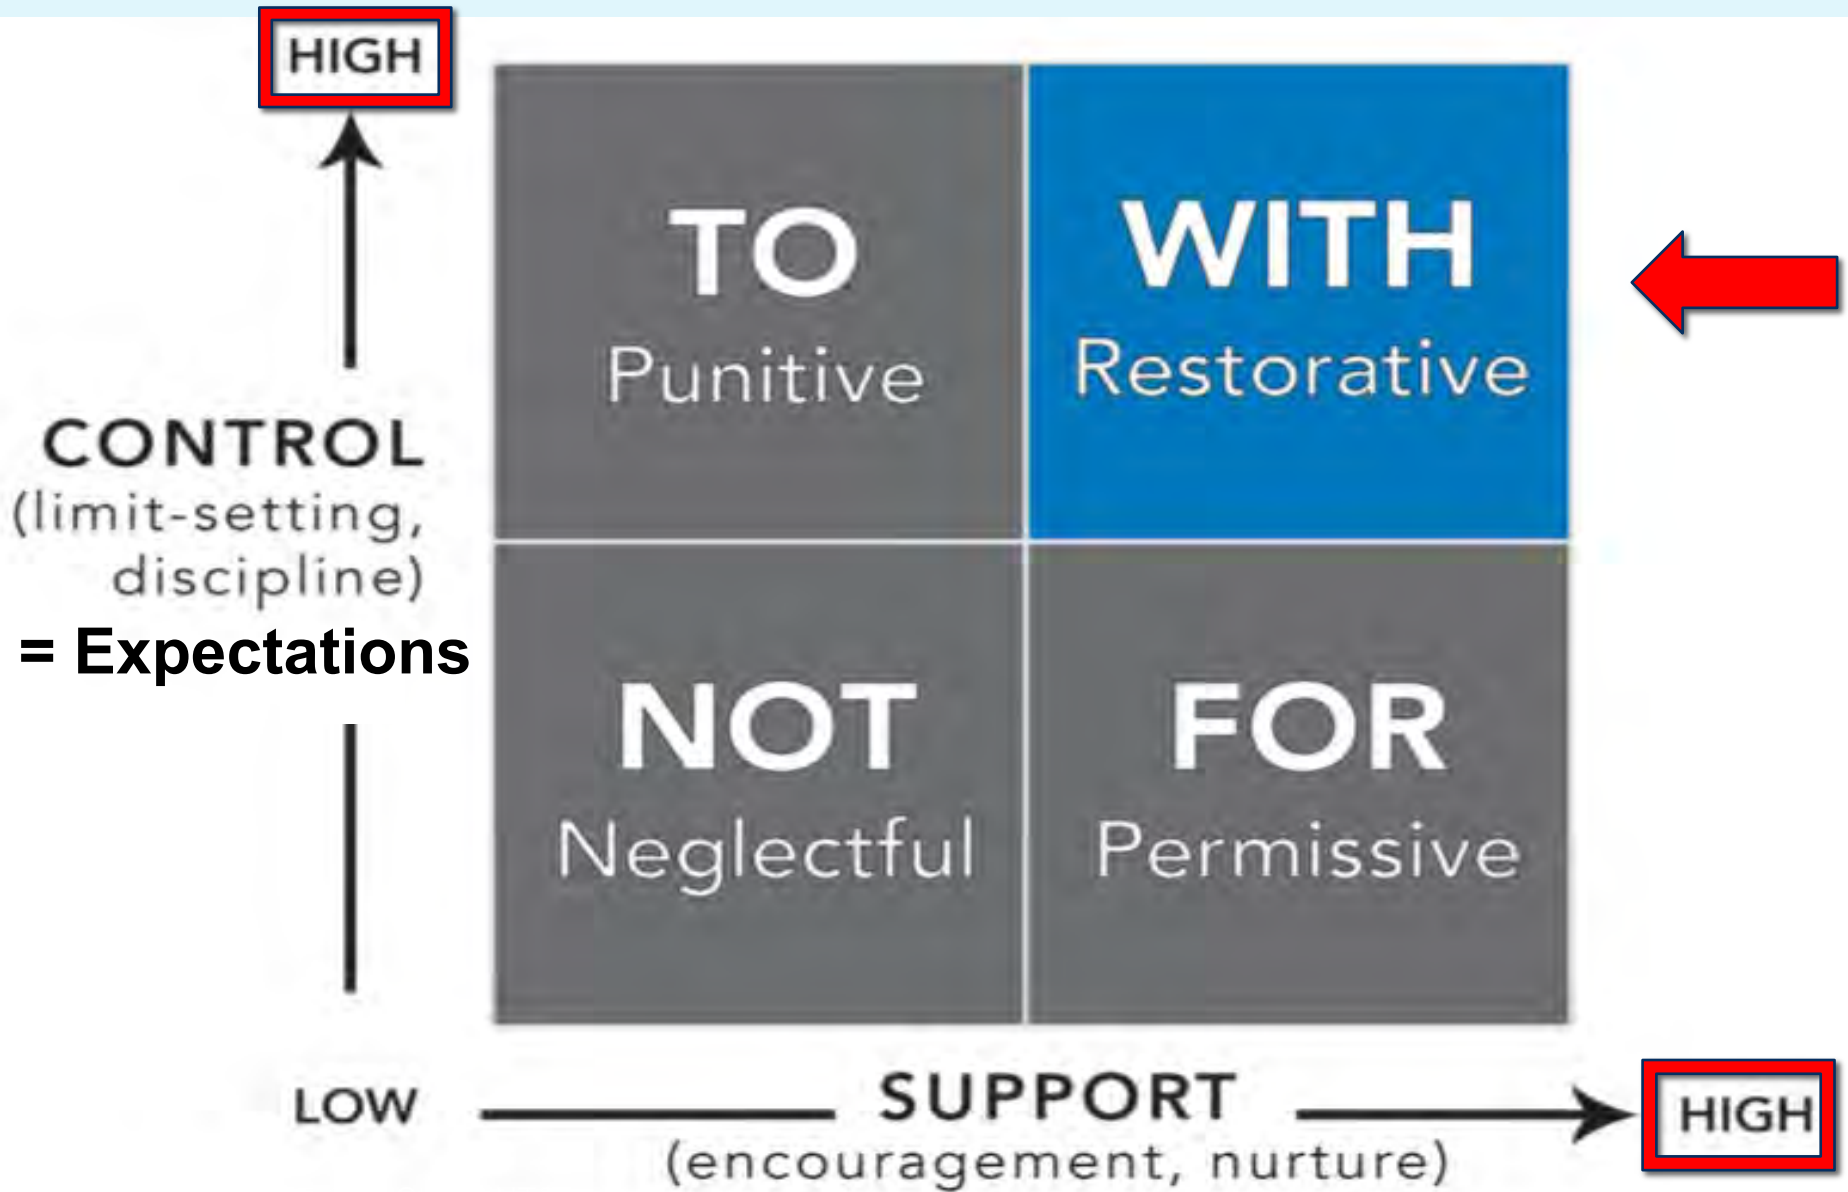 HIGH
TO
Punitive
WITH
Restorative
CONTROL
(limit-setting,
discipline)
= Expectations
NOT
Neglectful
FOR
Permissive
LOW
SUPPORT
(encouragement, nurture)
HIGH